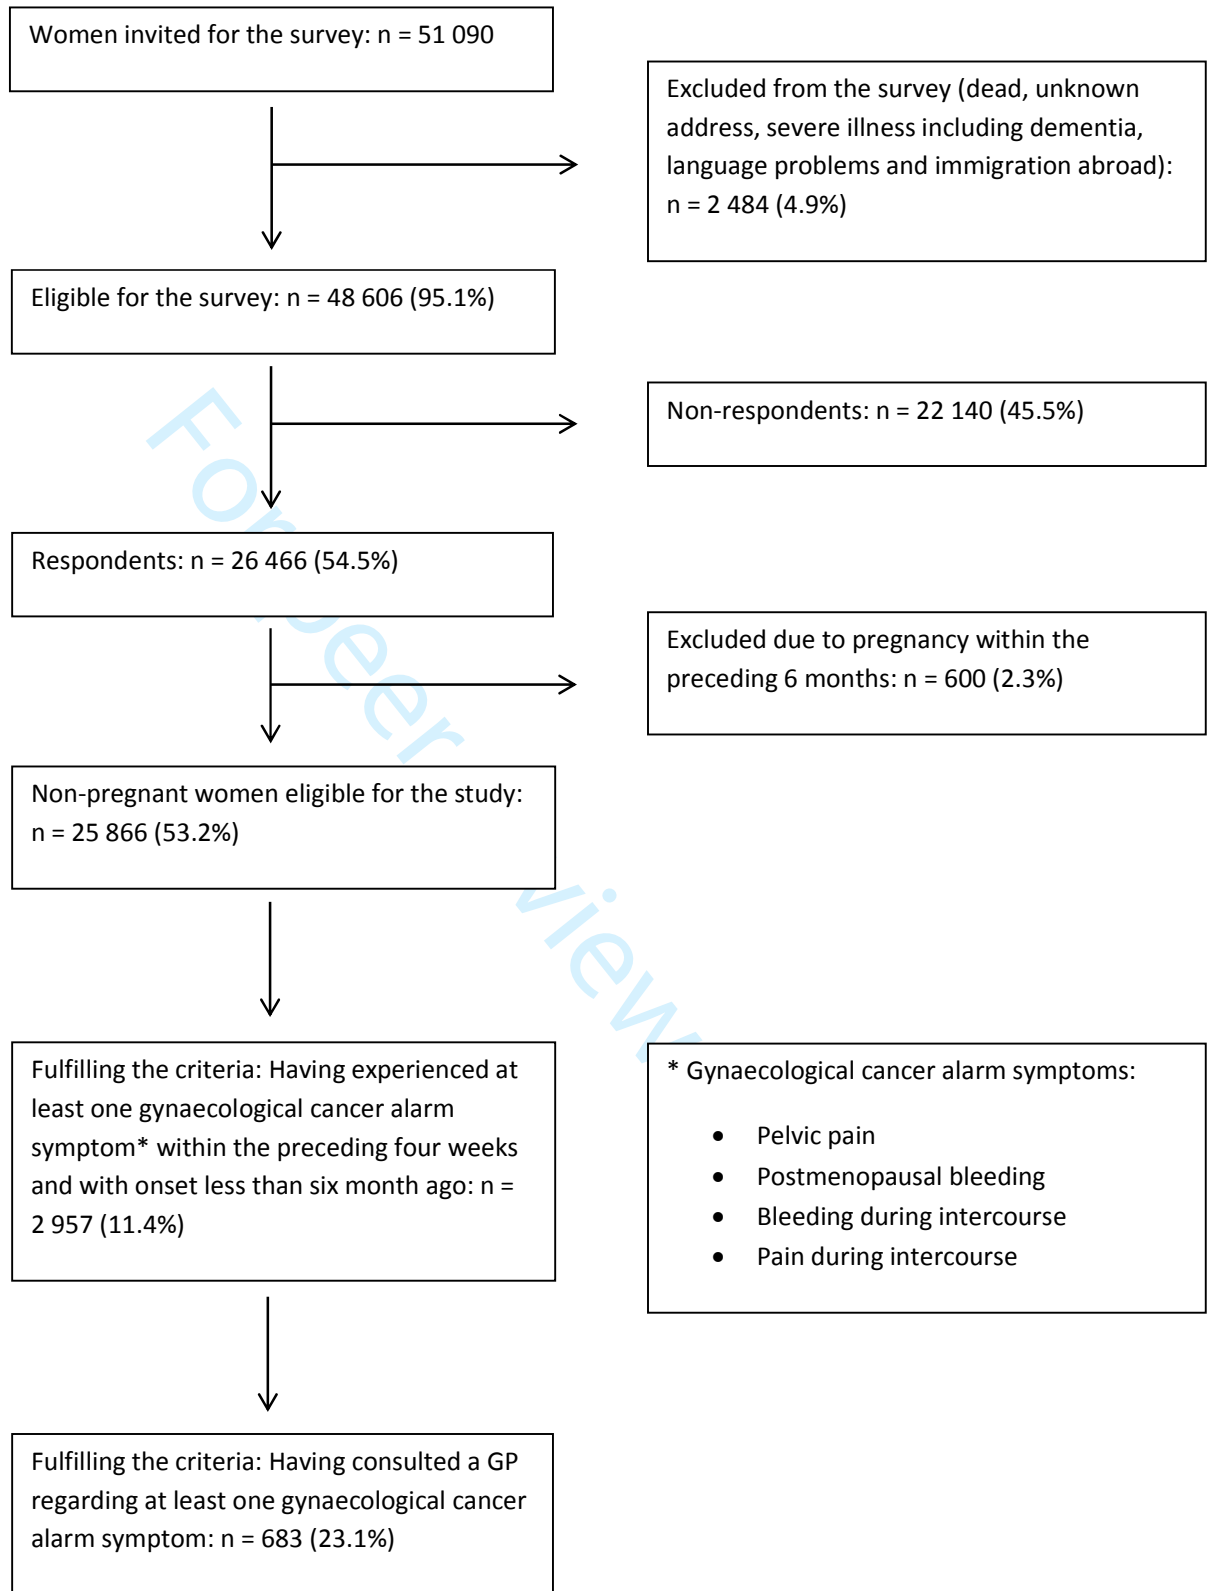 Women invited for the survey: n = 51 090
Excluded from the survey (dead, unknown
address, severe illness including dementia,
language problems and immigration abroad):
n = 2 484 (4.9%)
Eligible for the survey: n = 48 606 (95.1%)
Non-respondents: n = 22 140 (45.5%)
Respondents: n = 26 466 (54.5%)
Excluded due to pregnancy within the
preceding 6 months: n = 600 (2.3%)
Non-pregnant women eligible for the study:
n = 25 866 (53.2%)
Fulfilling the criteria: Having experienced at
least one gynaecological cancer alarm
symptom* within the preceding four weeks
and with onset less than six month ago: n =
2 957 (11.4%)
* Gynaecological cancer alarm symptoms:
• Pelvic pain
• Postmenopausal bleeding
• Bleeding during intercourse
• Pain during intercourse
Fulfilling the criteria: Having consulted a GP
regarding at least one gynaecological cancer
alarm symptom: n = 683 (23.1%)
For peer view